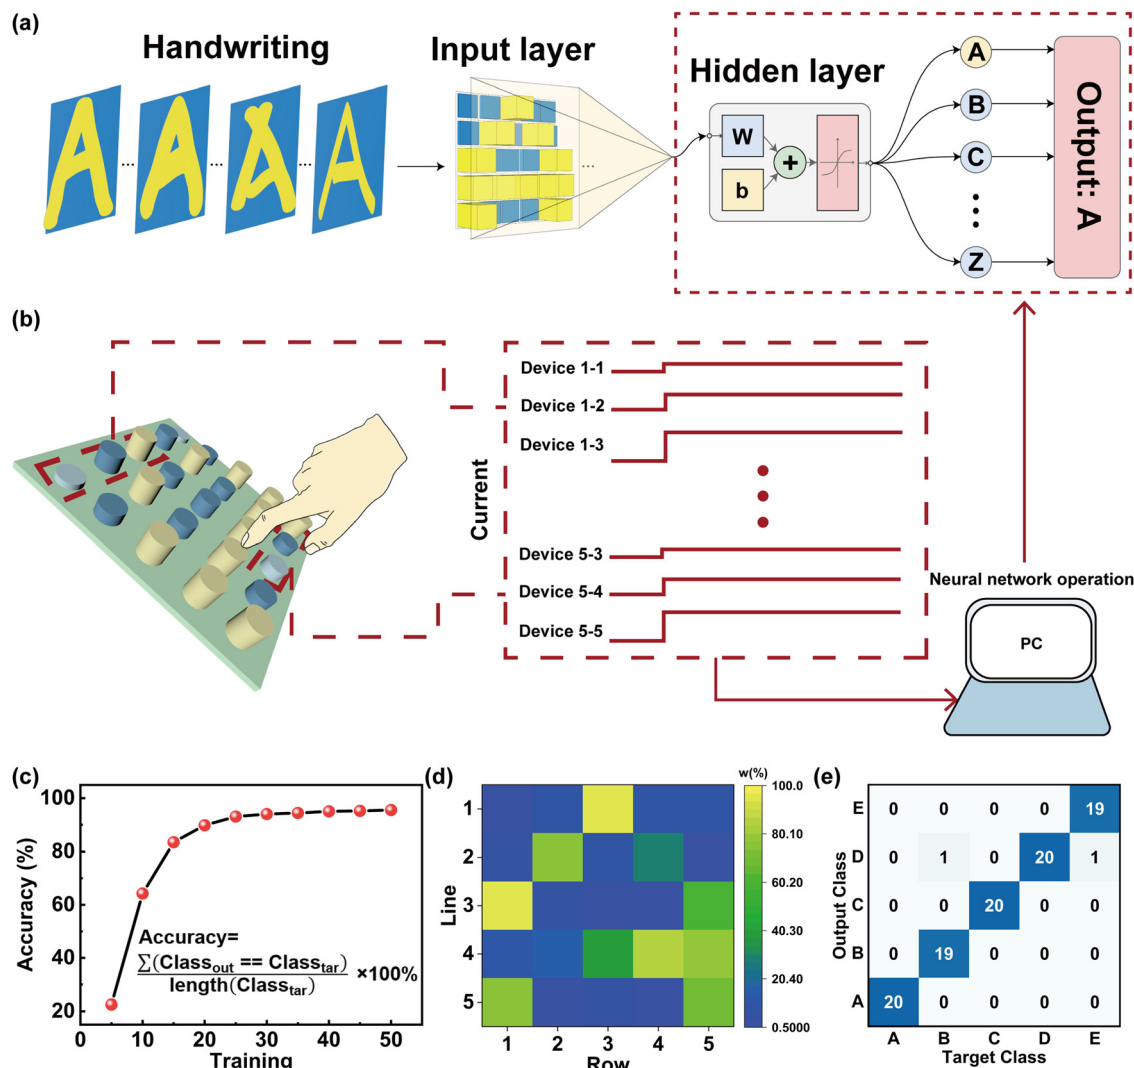 (a)
Handwriting
Input layer
Hidden layer
W
b
+
A
B
C
Z
Output: A
(b)
Current
Device 1-1
Device 1-2
Device 1-3
Device 5-3
Device 5-4
Device 5-5
Neural network operation
PC
(c)
Accuracy (%)
100
80
60
40
20
Accuracy=
∑(Class_out == Class_tar)
length(Class_tar)
×100%
0
10
20
30
40
50
Training
(d)
Line
1
2
3
4
5
1
2
3
4
5
Row
w(%)
100.0
80.10
60.20
40.30
20.40
0.5000
(e)
Output Class
E 0 0 0 0 19
D 0 1 0 20 1
C 0 0 20 0 0
B 0 19 0 0 0
A 20 0 0 0 0
A B C D E
Target Class